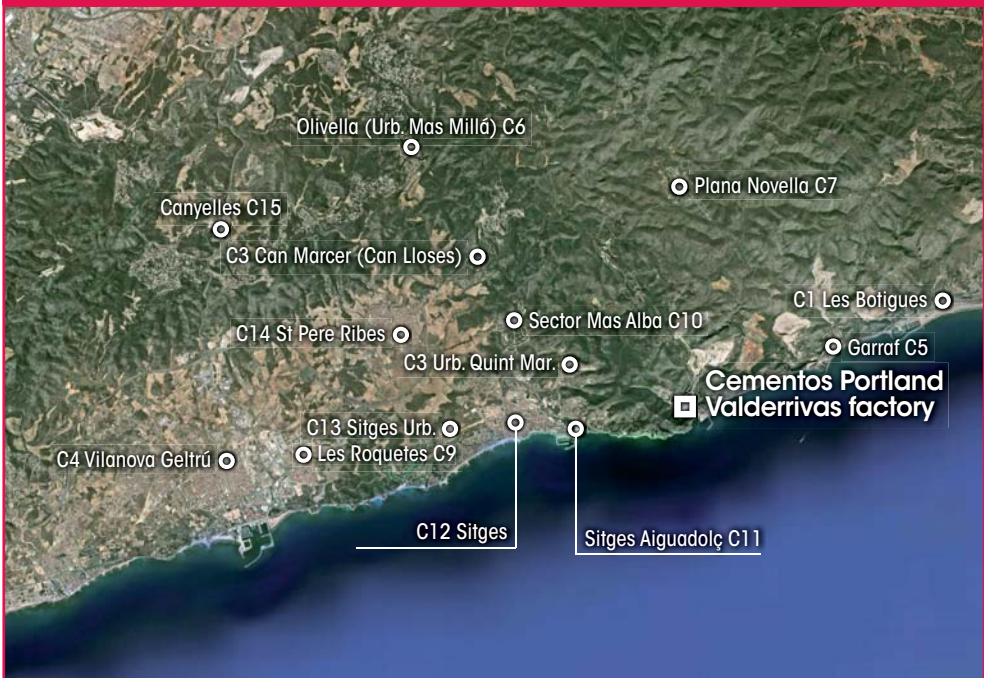 Olivella (Urb. Mas Millá) C6
Plana Novella C7
Canyelles C15
C3 Can Marcer (Can Lloses)
C1 Les Botigues
Sector Mas Alba C10
C14 St Pere Ribes
Garraf C5
C3 Urb. Quint Mar.
Cementos Portland
Valderrivas factory
C13 Sitges Urb.
Les Roquetes C9
C4 Vilanova Geltrú
C12 Sitges
Sitges Aiguadolç C11